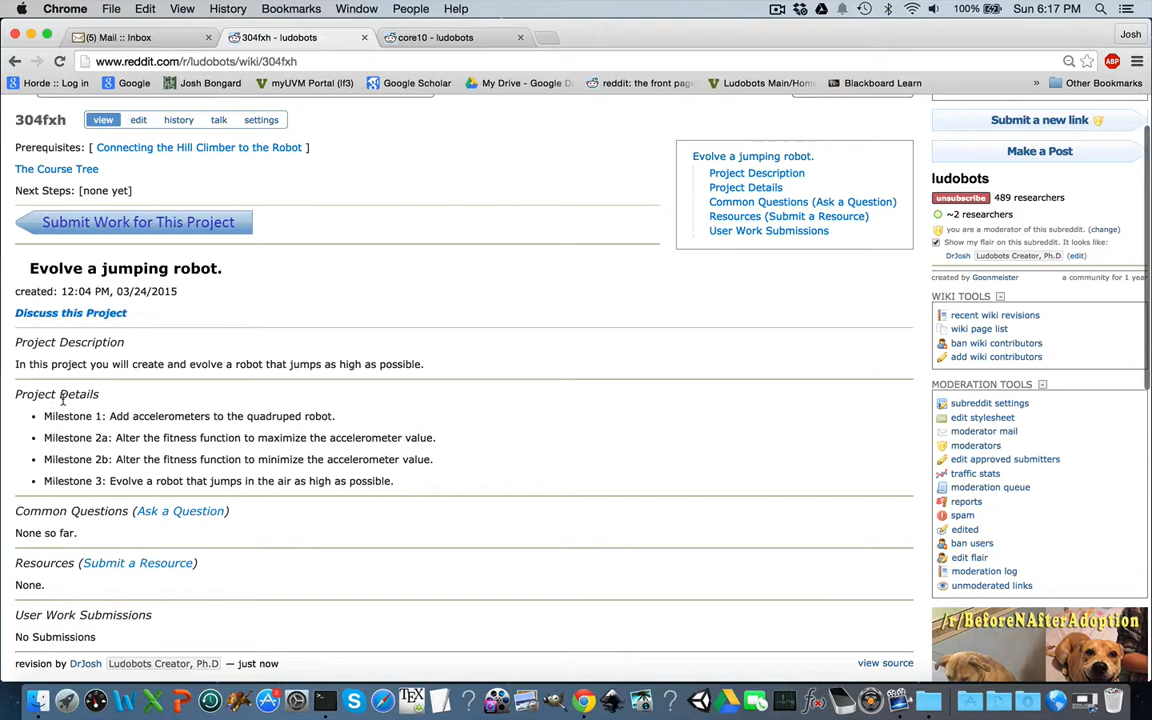 Chrome File Edit View History Bookmarks Window People Help 100% Sun 6:17 PM
(5) Mail :: Inbox 304fxh - ludobots core10 - ludobots Josh
www.reddit.com/r/ludobots/wiki/304fxh ABP
Horde :: Log in Google Josh Bongard myUVM Portal (lf3) Google Scholar My Drive - Google D reddit: the front page Ludobots Main/Home Blackboard Learn » Other Bookmarks
304fxh view edit history talk settings
Prerequisites: [ Connecting the Hill Climber to the Robot ]
The Course Tree
Next Steps: [none yet]
Submit Work for This Project
Evolve a jumping robot.
Project Description
Project Details
Common Questions (Ask a Question)
Resources (Submit a Resource)
User Work Submissions
Evolve a jumping robot.
created: 12:04 PM, 03/24/2015
Discuss this Project
Project Description
In this project you will create and evolve a robot that jumps as high as possible.
Project Details
• Milestone 1: Add accelerometers to the quadruped robot.
• Milestone 2a: Alter the fitness function to maximize the accelerometer value.
• Milestone 2b: Alter the fitness function to minimize the accelerometer value.
• Milestone 3: Evolve a robot that jumps in the air as high as possible.
Common Questions (Ask a Question)
None so far.
Resources (Submit a Resource)
None.
User Work Submissions
No Submissions
revision by DrJosh Ludobots Creator, Ph.D — just now view source
Submit a new link
Make a Post
ludobots
unsubscribe 489 researchers
~2 researchers
you are a moderator of this subreddit. (change)
Show my flair on this subreddit. It looks like:
DrJosh Ludobots Creator, Ph.D (edit)
created by Goonmeister a community for 1 year
WIKI TOOLS
recent wiki revisions
wiki page list
ban wiki contributors
add wiki contributors
MODERATION TOOLS
subreddit settings
edit stylesheet
moderator mail
moderators
edit approved submitters
traffic stats
moderation queue
reports
spam
edited
ban users
edit flair
moderation log
unmoderated links
/r/BeforeNAfterAdoption